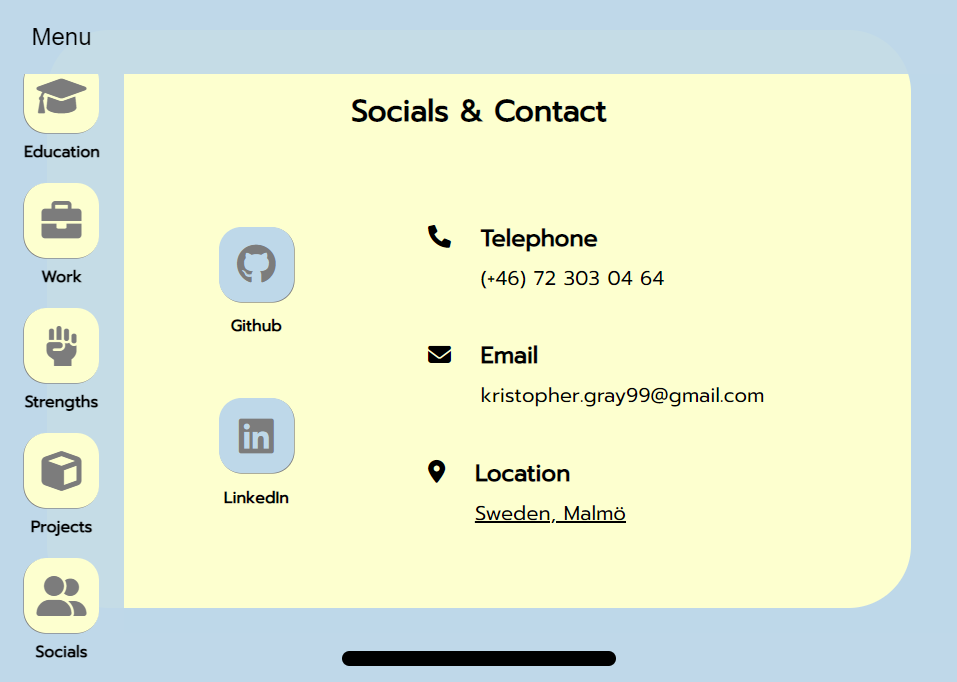 Menu
Education
Work
Strengths
Projects
Socials
Socials & Contact
Github
LinkedIn
Telephone
(+46) 72 303 04 64
Email
kristopher.gray99@gmail.com
Location
Sweden, Malmö